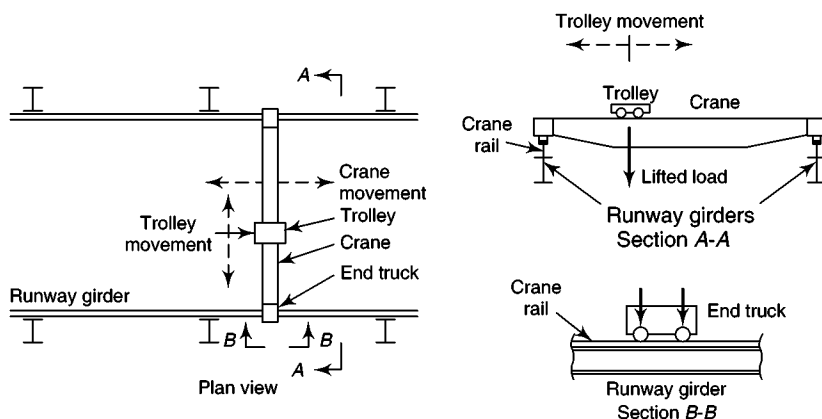 A
Crane
movement
Trolley
movement
Trolley
Crane
End truck
Runway girder
B
B
A
Plan view
Trolley movement
Trolley
Crane
Crane
rail
Lifted load
Runway girders
Section A-A
Crane
rail
End truck
Runway girder
Section B-B